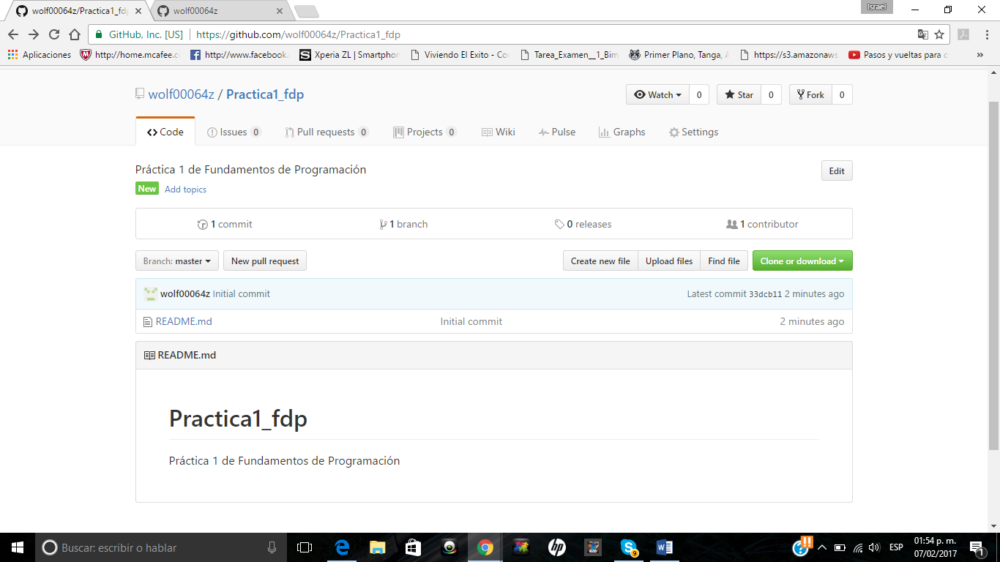 wolf00064z/Practica1_fdp
wolf00064z
Israel
GitHub, Inc. [US]
https://github.com/wolf00064z/Practica1_fdp
Aplicaciones
http://home.mcafee.c
http://www.facebook.
Xperia ZL | Smartphon
Viviendo El Exito - Co
Tarea_Examen__1_Bim
Primer Plano, Tanga, A
https://s3.amazonaws
Pasos y vueltas para c
»
wolf00064z / Practica1_fdp
Watch 0
Star 0
Fork 0
Code
Issues 0
Pull requests 0
Projects 0
Wiki
Pulse
Graphs
Settings
Práctica 1 de Fundamentos de Programación
Edit
New Add topics
1 commit
1 branch
0 releases
1 contributor
Branch: master
New pull request
Create new file
Upload files
Find file
Clone or download
wolf00064z Initial commit
Latest commit 33dcb11 2 minutes ago
README.md
Initial commit
2 minutes ago
README.md
Practica1_fdp
Práctica 1 de Fundamentos de Programación
Buscar: escribir o hablar
hp
9
ESP
01:54 p. m.
07/02/2017
1